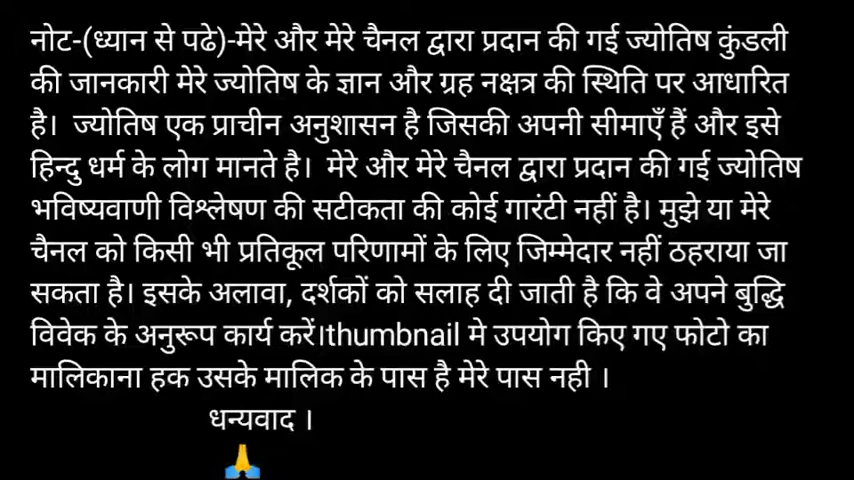 नोट-(ध्यान से पढे)-मेरे और मेरे चैनल द्वारा प्रदान की गई ज्योतिष कुंडली
की जानकारी मेरे ज्योतिष के ज्ञान और ग्रह नक्षत्र की स्थिति पर आधारित
है।  ज्योतिष एक प्राचीन अनुशासन है जिसकी अपनी सीमाएँ हैं और इसे
हिन्दु धर्म के लोग मानते है।  मेरे और मेरे चैनल द्वारा प्रदान की गई ज्योतिष
भविष्यवाणी विश्लेषण की सटीकता की कोई गारंटी नहीं है। मुझे या मेरे
चैनल को किसी भी प्रतिकूल परिणामों के लिए जिम्मेदार नहीं ठहराया जा
सकता है। इसके अलावा, दर्शकों को सलाह दी जाती है कि वे अपने बुद्धि
विवेक के अनुरूप कार्य करें।thumbnail मे उपयोग किए गए फोटो का
मालिकाना हक उसके मालिक के पास है मेरे पास नही ।
धन्यवाद ।
🙏